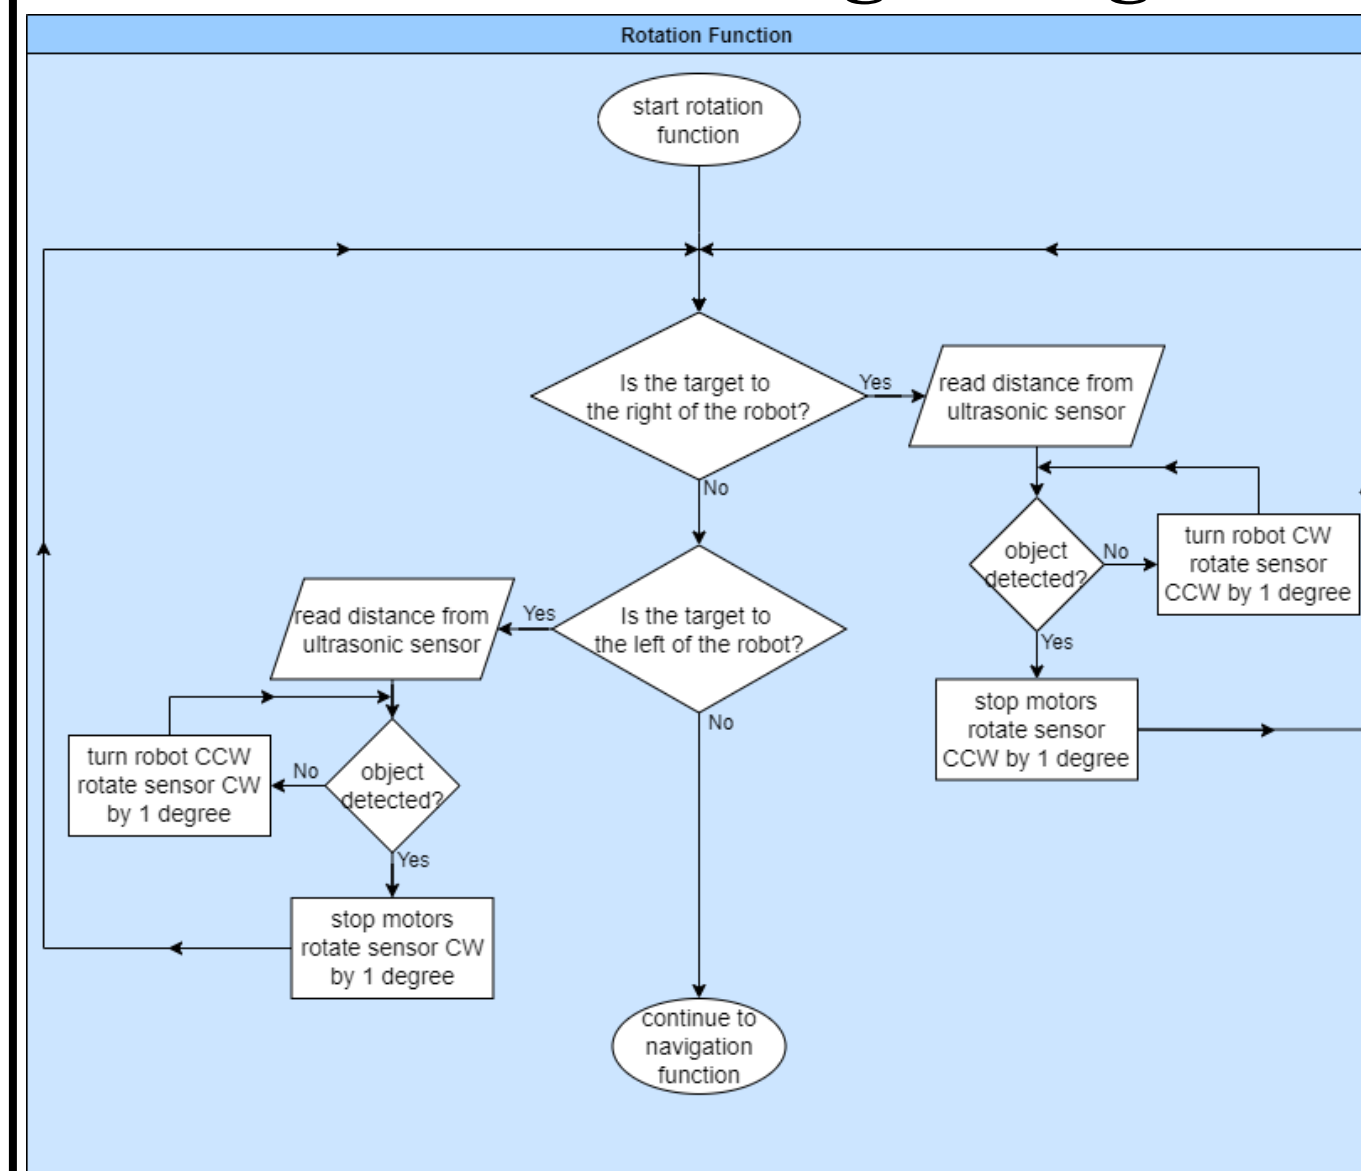 Rotation Function
start rotation
function
Is the target to
the right of the robot?
Yes
read distance from
ultrasonic sensor
No
object
detected?
No
turn robot CW
rotate sensor
CCW by 1 degree
Yes
stop motors
rotate sensor
CCW by 1 degree
Is the target to
the left of the robot?
Yes
read distance from
ultrasonic sensor
No
object
detected?
No
turn robot CCW
rotate sensor CW
by 1 degree
Yes
stop motors
rotate sensor CW
by 1 degree
continue to
navigation
function